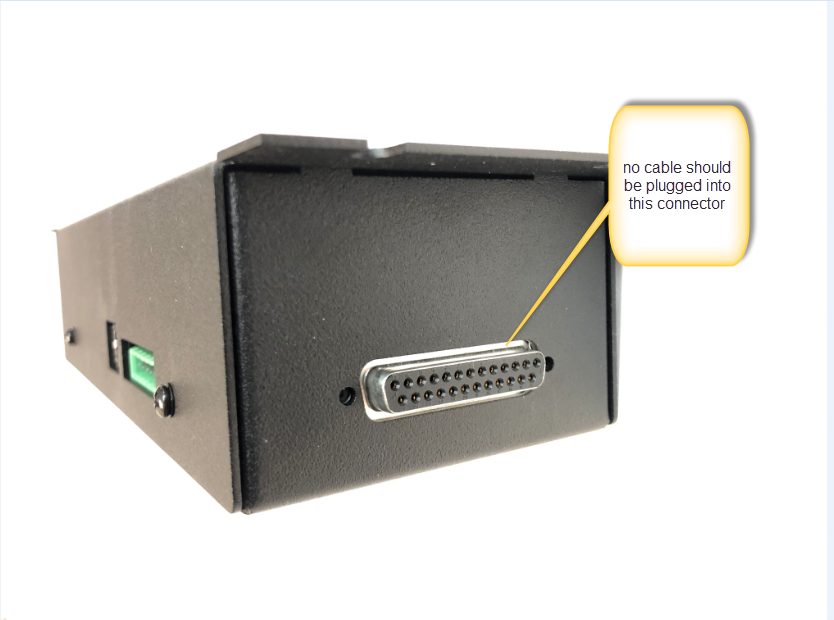 no cable should
be plugged into
this connector